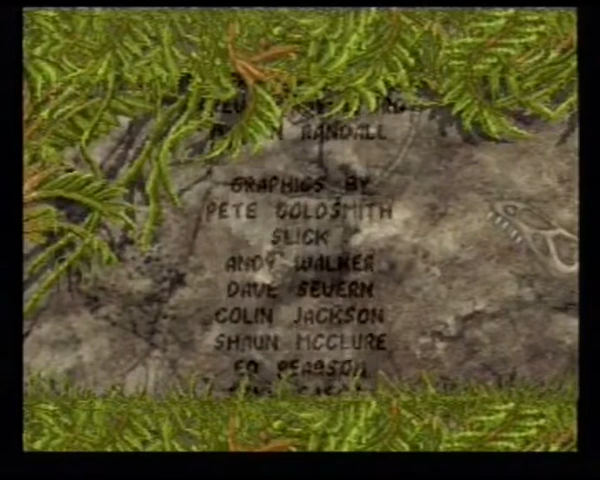 RANDALL
GRAPHICS BY
PETE GOLDSMITH
SLICK
ANDY WALKER
DAVE SEVERN
COLIN JACKSON
SHAUN MCCLURE
ED PEARSON